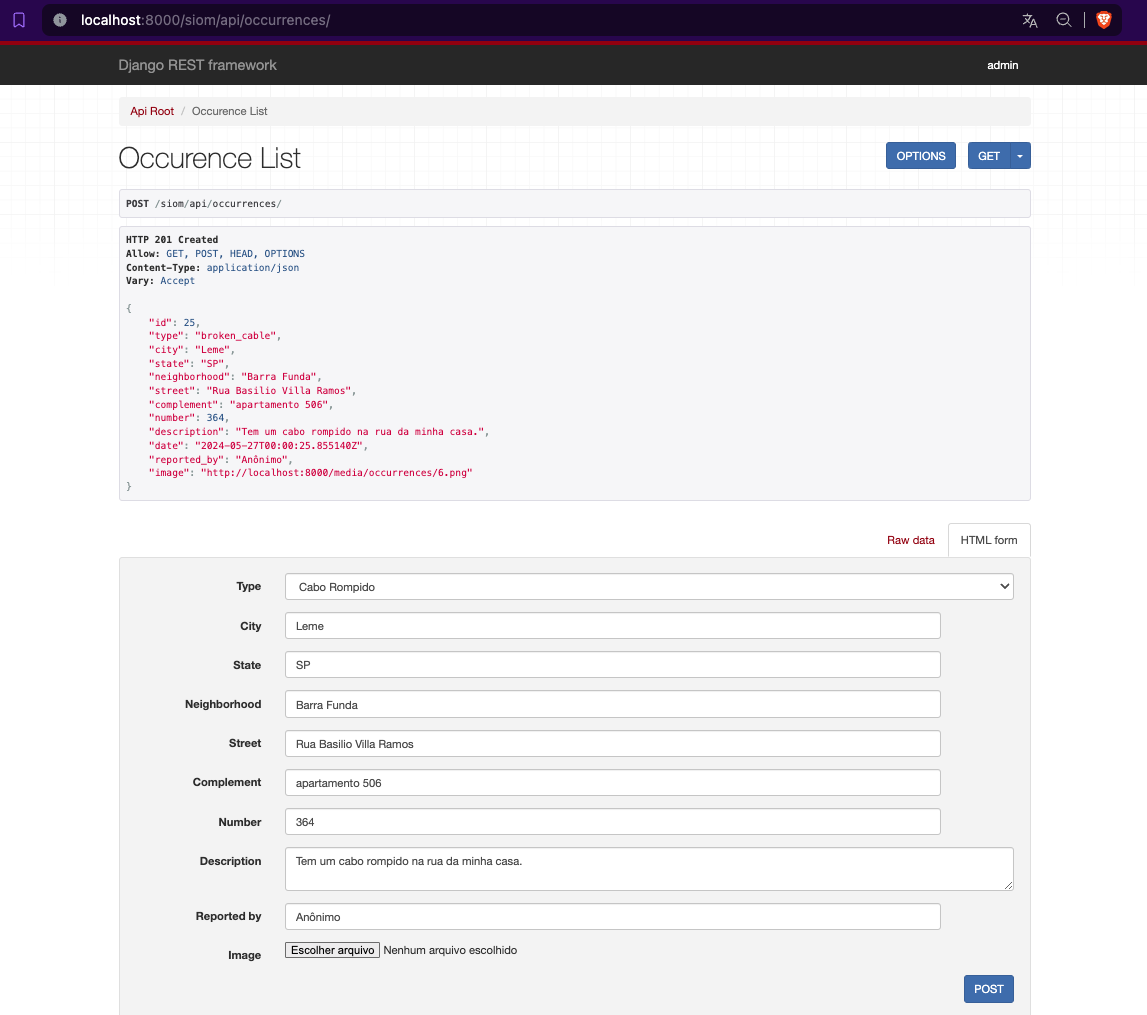 localhost:8000/siom/api/occurrences/
Django REST framework
admin
Api Root / Occurence List
Occurence List
OPTIONS
GET
POST /siom/api/occurrences/
HTTP 201 Created
Allow: GET, POST, HEAD, OPTIONS
Content-Type: application/json
Vary: Accept
{
"id": 25,
"type": "broken_cable",
"city": "Leme",
"state": "SP",
"neighborhood": "Barra Funda",
"street": "Rua Basilio Villa Ramos",
"complement": "apartamento 506",
"number": 364,
"description": "Tem um cabo rompido na rua da minha casa.",
"date": "2024-05-27T00:00:25.855140Z",
"reported_by": "Anônimo",
"image": "http://localhost:8000/media/occurrences/6.png"
}
Raw data
HTML form
Type Cabo Rompido
City Leme
State SP
Neighborhood Barra Funda
Street Rua Basilio Villa Ramos
Complement apartamento 506
Number 364
Description Tem um cabo rompido na rua da minha casa.
Reported by Anônimo
Image Escolher arquivo Nenhum arquivo escolhido
POST